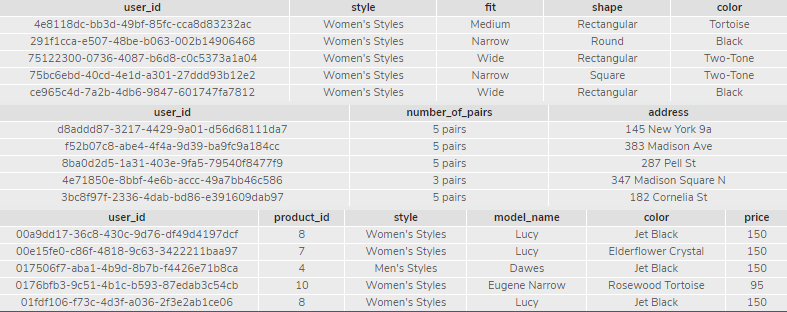 user_id style fit shape color
4e8118dc-bb3d-49bf-85fc-cca8d83232ac Women's Styles Medium Rectangular Tortoise
291f1cca-e507-48be-b063-002b14906468 Women's Styles Narrow Round Black
75122300-0736-4087-b6d8-c0c5373a1a04 Women's Styles Wide Rectangular Two-Tone
75bc6ebd-40cd-4e1d-a301-27ddd93b12e2 Women's Styles Narrow Square Two-Tone
ce965c4d-7a2b-4db6-9847-601747fa7812 Women's Styles Wide Rectangular Black
user_id number_of_pairs address
d8addd87-3217-4429-9a01-d56d68111da7 5 pairs 145 New York 9a
f52b07c8-abe4-4f4a-9d39-ba9fc9a184cc 5 pairs 383 Madison Ave
8ba0d2d5-1a31-403e-9fa5-79540f8477f9 5 pairs 287 Pell St
4e71850e-8bbf-4e6b-accc-49a7bb46c586 3 pairs 347 Madison Square N
3bc8f97f-2336-4dab-bd86-e391609dab97 5 pairs 182 Cornelia St
user_id product_id style model_name color price
00a9dd17-36c8-430c-9d76-df49d4197dcf 8 Women's Styles Lucy Jet Black 150
00e15fe0-c86f-4818-9c63-3422211baa97 7 Women's Styles Lucy Elderflower Crystal 150
017506f7-aba1-4b9d-8b7b-f4426e71b8ca 4 Men's Styles Dawes Jet Black 150
0176bfb3-9c51-4b1c-b593-87edab3c54cb 10 Women's Styles Eugene Narrow Rosewood Tortoise 95
01fdf106-f73c-4d3f-a036-2f3e2ab1ce06 8 Women's Styles Lucy Jet Black 150